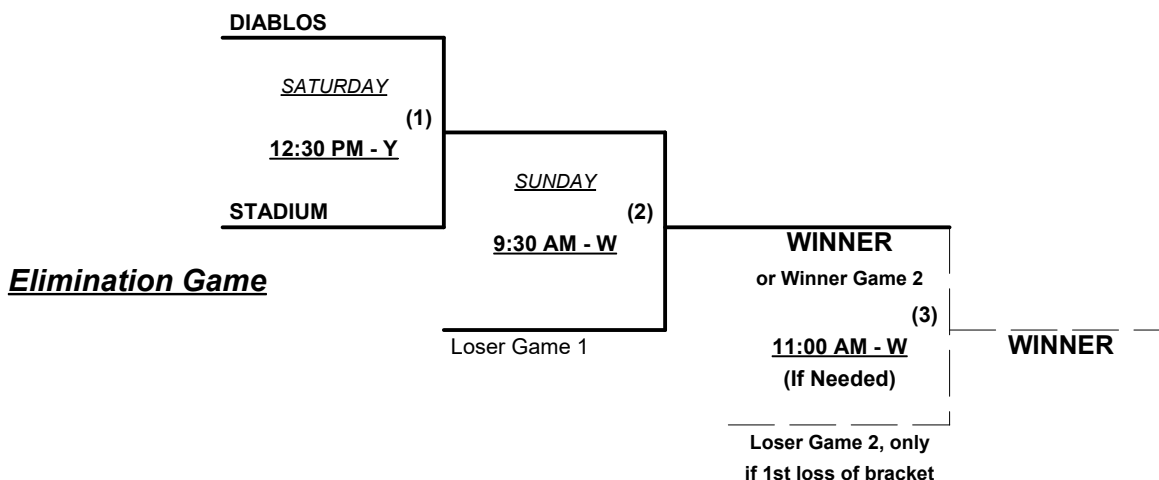 DIABLOS
SATURDAY
(1)
12:30 PM - Y
SUNDAY
STADIUM
(2)
9:30 AM - W
WINNER
or Winner Game 2
Elimination Game
(3)
Loser Game 1
11:00 AM - W
WINNER
(If Needed)
Loser Game 2, only
if 1st loss of bracket